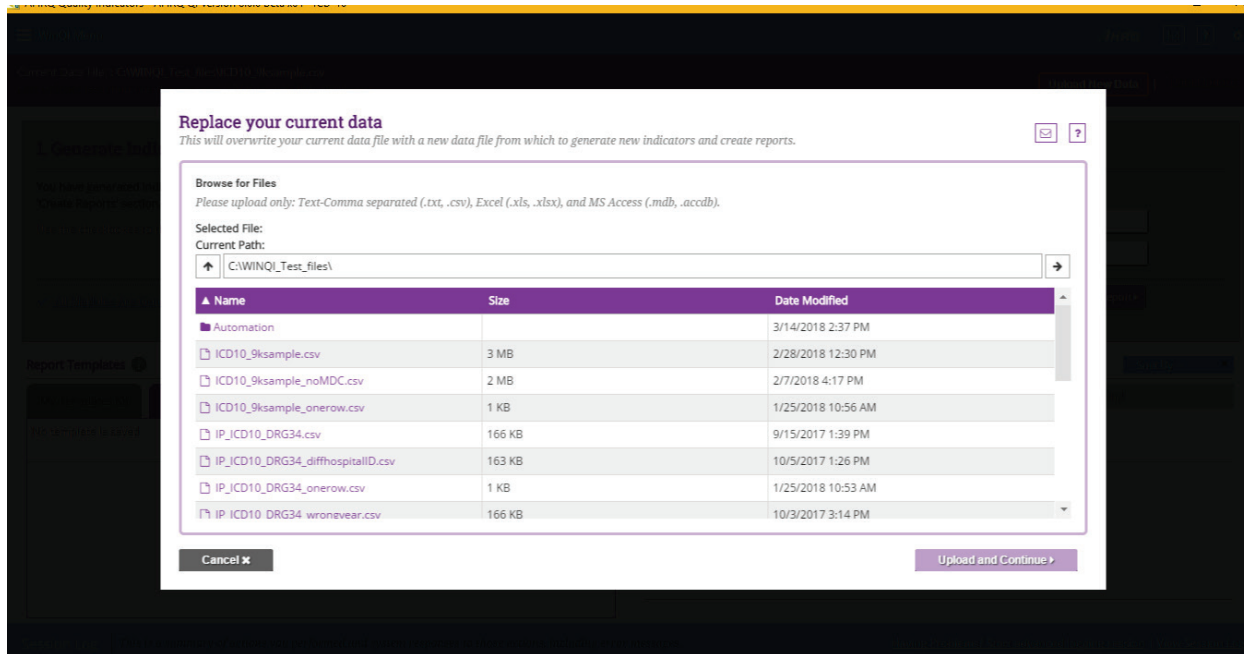 Replace your current data
This will overwrite your current data file with a new data file from which to generate new indicators and create reports.
?
Browse for Files
Please upload only: Text-Comma separated (.txt, .csv), Excel (.xls, .xlsx), and MS Access (.mdb, .accdb).
Selected File:
Current Path:
C:\WINQI_Test_files\
Name Size Date Modified
Automation 3/14/2018 2:37 PM
ICD10_9ksample.csv 3 MB 2/28/2018 12:30 PM
ICD10_9ksample_noMDC.csv 2 MB 2/7/2018 4:17 PM
ICD10_9ksample_onerow.csv 1 KB 1/25/2018 10:56 AM
IP_ICD10_DRG34.csv 166 KB 9/15/2017 1:39 PM
IP_ICD10_DRG34_diffhospitalID.csv 163 KB 10/5/2017 1:26 PM
IP_ICD10_DRG34_onerow.csv 1 KB 1/25/2018 10:53 AM
IP_ICD10_DRG34_wrongyear.csv 166 KB 10/3/2017 3:14 PM
Cancel x Upload and Continue
Report Templates